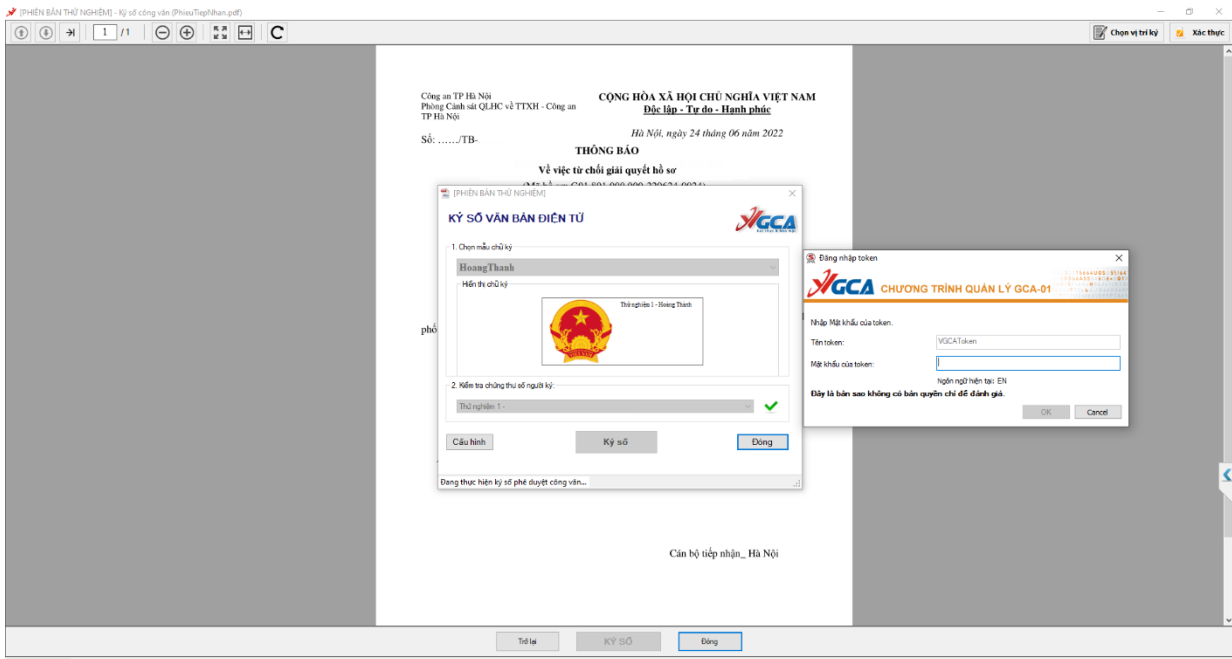 [PHIÊN BẢN THỬ NGHIỆM] - Ký số công văn (PhieuTiepNhan.pdf)
1 /1
Chọn vị trí ký
Xác thực
Công an TP Hà Nội
Phòng Cảnh sát QLHC về TTXH - Công an
TP Hà Nội
Số: ……/TB-
CỘNG HÒA XÃ HỘI CHỦ NGHĨA VIỆT NAM
Độc lập - Tự do - Hạnh phúc
Hà Nội, ngày 24 tháng 06 năm 2022
THÔNG BÁO
Về việc từ chối giải quyết hồ sơ
phố
[PHIÊN BẢN THỬ NGHIỆM]
KÝ SỐ VĂN BẢN ĐIỆN TỬ
VGCA
1. Chọn mẫu chữ ký
HoangThanh
Hiển thị chữ ký
Thử nghiệm 1 - Hoàng Thành
VIỆT NAM
2. Kiểm tra chứng thư số người ký:
Thử nghiệm 1 -
Cấu hình
Ký số
Đóng
Đang thực hiện ký số phê duyệt công văn...
Đăng nhập token
VGCA CHƯƠNG TRÌNH QUẢN LÝ GCA-01
Nhập Mật khẩu của token.
Tên token:
VGCAToken
Mật khẩu của token:
Ngôn ngữ hiện tại: EN
Đây là bản sao không có bản quyền chỉ để đánh giá.
OK
Cancel
Cán bộ tiếp nhận_ Hà Nội
Trở lại
KÝ SỐ
Đóng